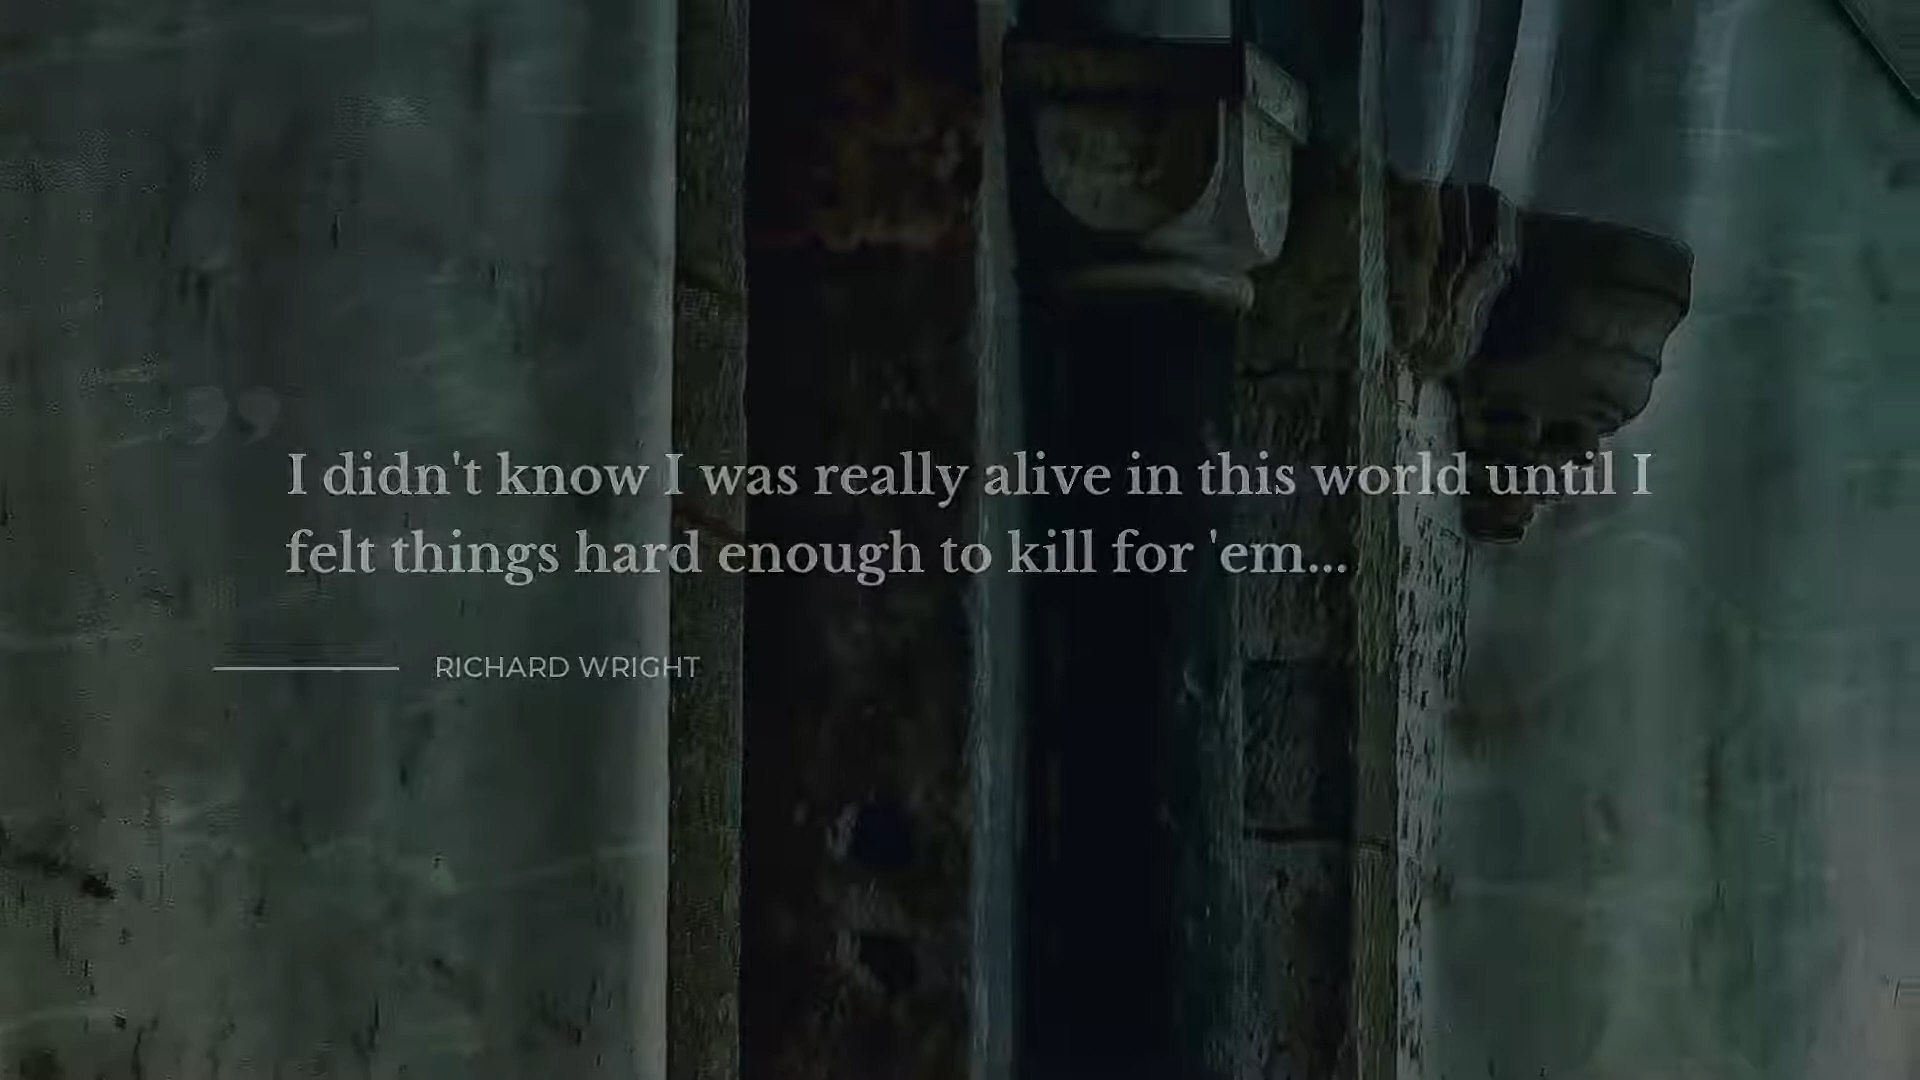 ”
I didn't know I was really alive in this world until I
felt things hard enough to kill for 'em...
RICHARD WRIGHT